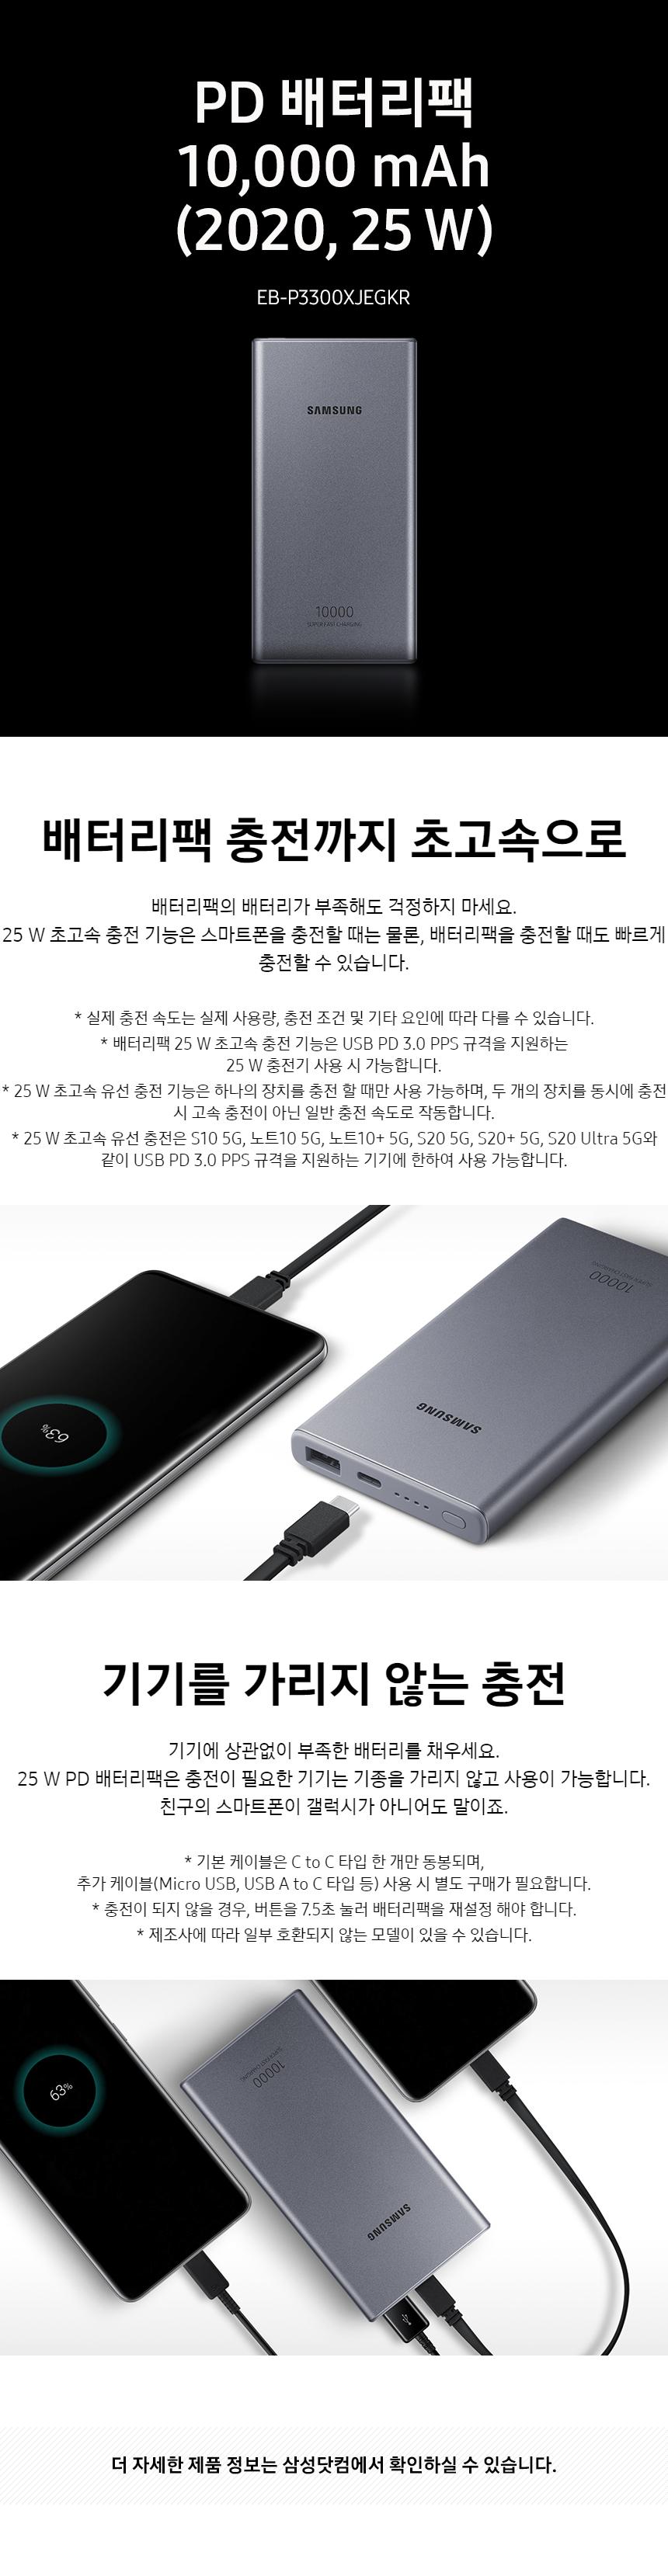 PD 배터리팩
10,000 mAh
(2020, 25 W)
EB-P3300XJEGKR
SAMSUNG
10000
SUPER FAST CHARGING
배터리팩 충전까지 초고속으로
배터리팩의 배터리가 부족해도 걱정하지 마세요.
25 W 초고속 충전 기능은 스마트폰을 충전할 때는 물론, 배터리팩을 충전할 때도 빠르게
충전할 수 있습니다.
* 실제 충전 속도는 실제 사용량, 충전 조건 및 기타 요인에 따라 다를 수 있습니다.
* 배터리팩 25 W 초고속 충전 기능은 USB PD 3.0 PPS 규격을 지원하는
25 W 충전기 사용 시 가능합니다.
* 25 W 초고속 유선 충전 기능은 하나의 장치를 충전 할 때만 사용 가능하며, 두 개의 장치를 동시에 충전
시 고속 충전이 아닌 일반 충전 속도로 작동합니다.
* 25 W 초고속 유선 충전은 S10 5G, 노트10 5G, 노트10+ 5G, S20 5G, S20+ 5G, S20 Ultra 5G와
같이 USB PD 3.0 PPS 규격을 지원하는 기기에 한하여 사용 가능합니다.
10000
SUPER FAST CHARGING
SAMSUNG
63%
기기를 가리지 않는 충전
기기에 상관없이 부족한 배터리를 채우세요.
25 W PD 배터리팩은 충전이 필요한 기기는 기종을 가리지 않고 사용이 가능합니다.
친구의 스마트폰이 갤럭시가 아니어도 말이죠.
* 기본 케이블은 C to C 타입 한 개만 동봉되며,
추가 케이블(Micro USB, USB A to C 타입 등) 사용 시 별도 구매가 필요합니다.
* 충전이 되지 않을 경우, 버튼을 7.5초 눌러 배터리팩을 재설정 해야 합니다.
* 제조사에 따라 일부 호환되지 않는 모델이 있을 수 있습니다.
10000
SUPER FAST CHARGING
63%
SAMSUNG
더 자세한 제품 정보는 삼성닷컴에서 확인하실 수 있습니다.